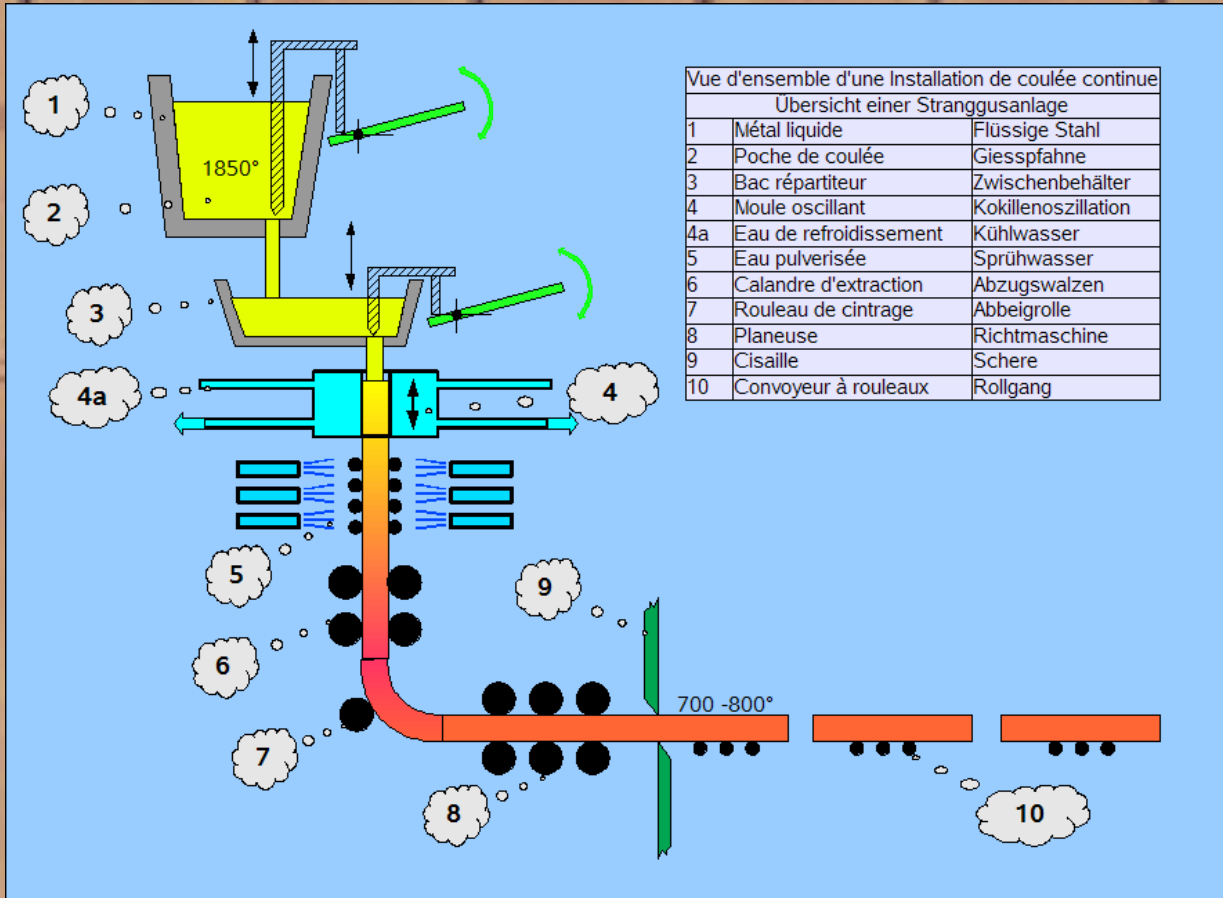 1
1850°
2
3
4a
4
5
6
7
8
9
700 -800°
10
Vue d'ensemble d'une Installation de coulée continue
Übersicht einer Stranggusanlage
1 Métal liquide Flüssige Stahl
2 Poche de coulée Giesspfahne
3 Bac répartiteur Zwischenbehälter
4 Moule oscillant Kokillenoszillation
4a Eau de refroidissement Kühlwasser
5 Eau pulverisée Sprühwasser
6 Calandre d'extraction Abzugswalzen
7 Rouleau de cintrage Abbeigrolle
8 Planeuse Richtmaschine
9 Cisaille Schere
10 Convoyeur à rouleaux Rollgang